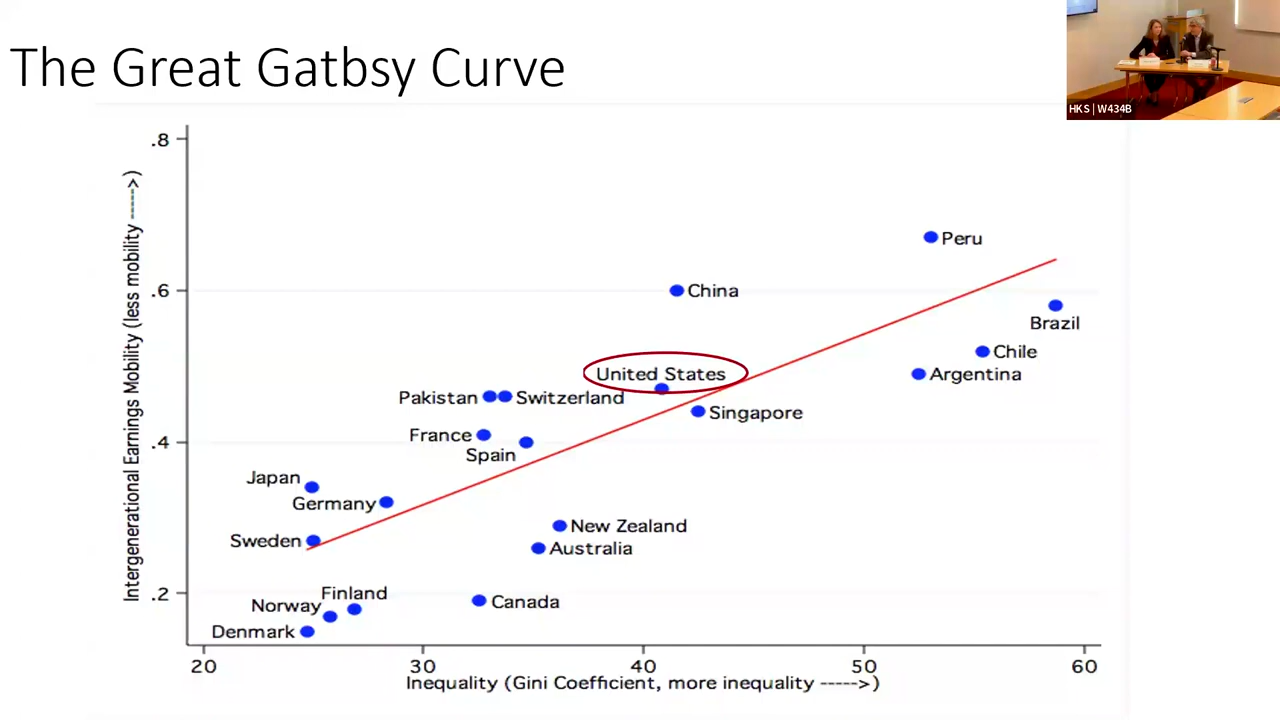 The Great Gatbsy Curve
HKS | W434B
Intergenerational Earnings Mobility (less mobility ----->)
.8
.6
.4
.2
Peru
China
Brazil
Chile
United States
Argentina
Pakistan
Switzerland
Singapore
France
Spain
Japan
Germany
New Zealand
Sweden
Australia
Finland
Norway
Canada
Denmark
20 30 40 50 60
Inequality (Gini Coefficient, more inequality ----->)